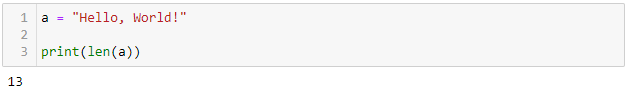 1 a = "Hello, World!"
2
3 print(len(a))
13